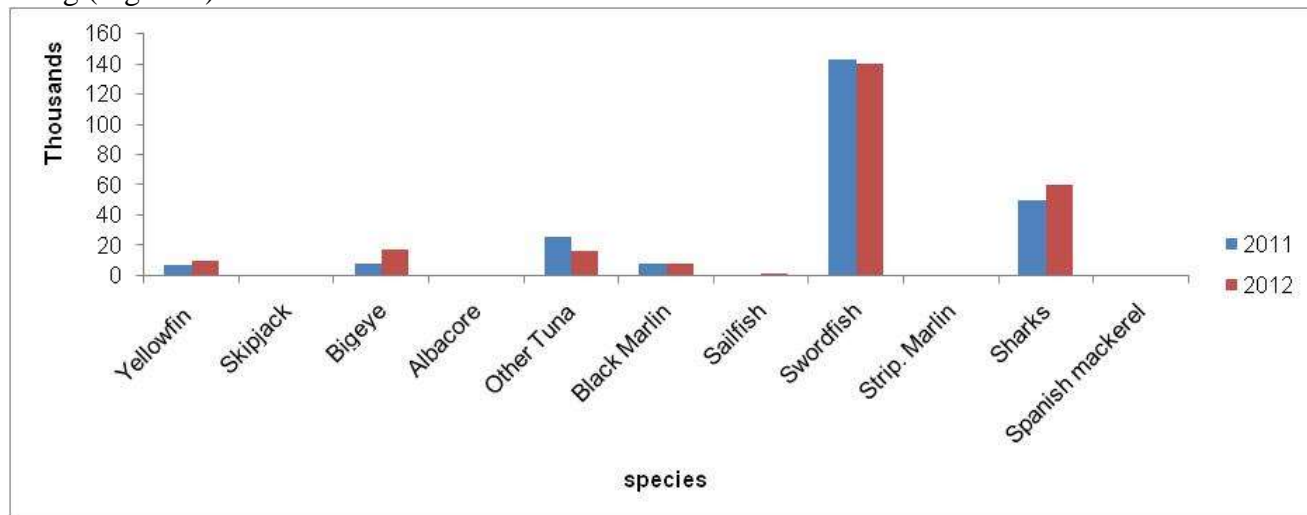 160
140
120
100
80
60
40
20
0
Thousands
Yellowfin
Skipjack
Bigeye
Albacore
Other Tuna
Black Marlin
Sailfish
Swordfish
Strip. Marlin
Sharks
Spanish mackerel
species
2011
2012